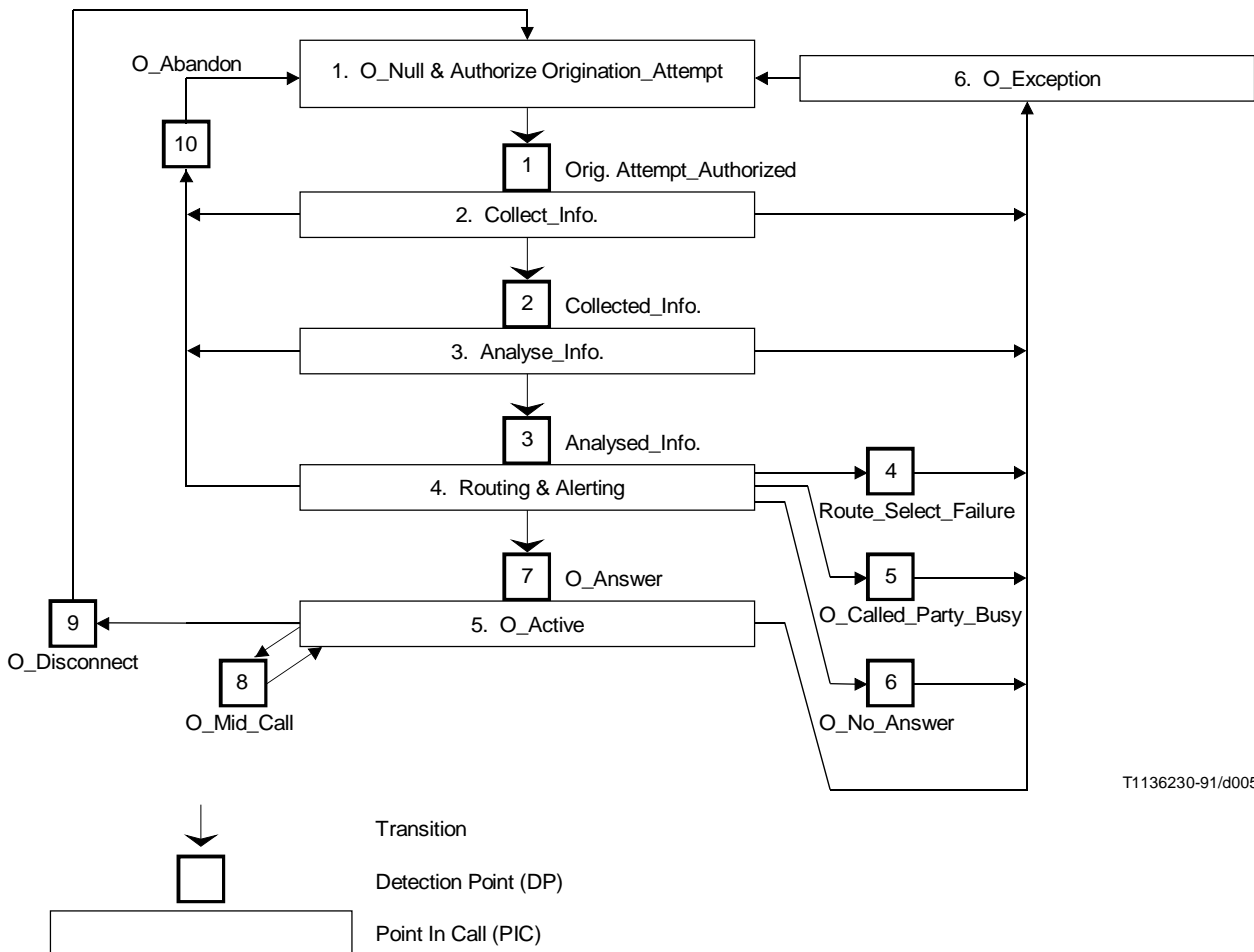 O_Abandon
1. O_Null & Authorize Origination_Attempt
6. O_Exception
10
1
Orig. Attempt_Authorized
2. Collect_Info.
2
Collected_Info.
3. Analyse_Info.
3
Analysed_Info.
4
4. Routing & Alerting
Route_Select_Failure
7
O_Answer
5
9
5. O_Active
O_Called_Party_Busy
O_Disconnect
8
6
O_Mid_Call
O_No_Answer
T1136230-91/d005
Transition
Detection Point (DP)
Point In Call (PIC)